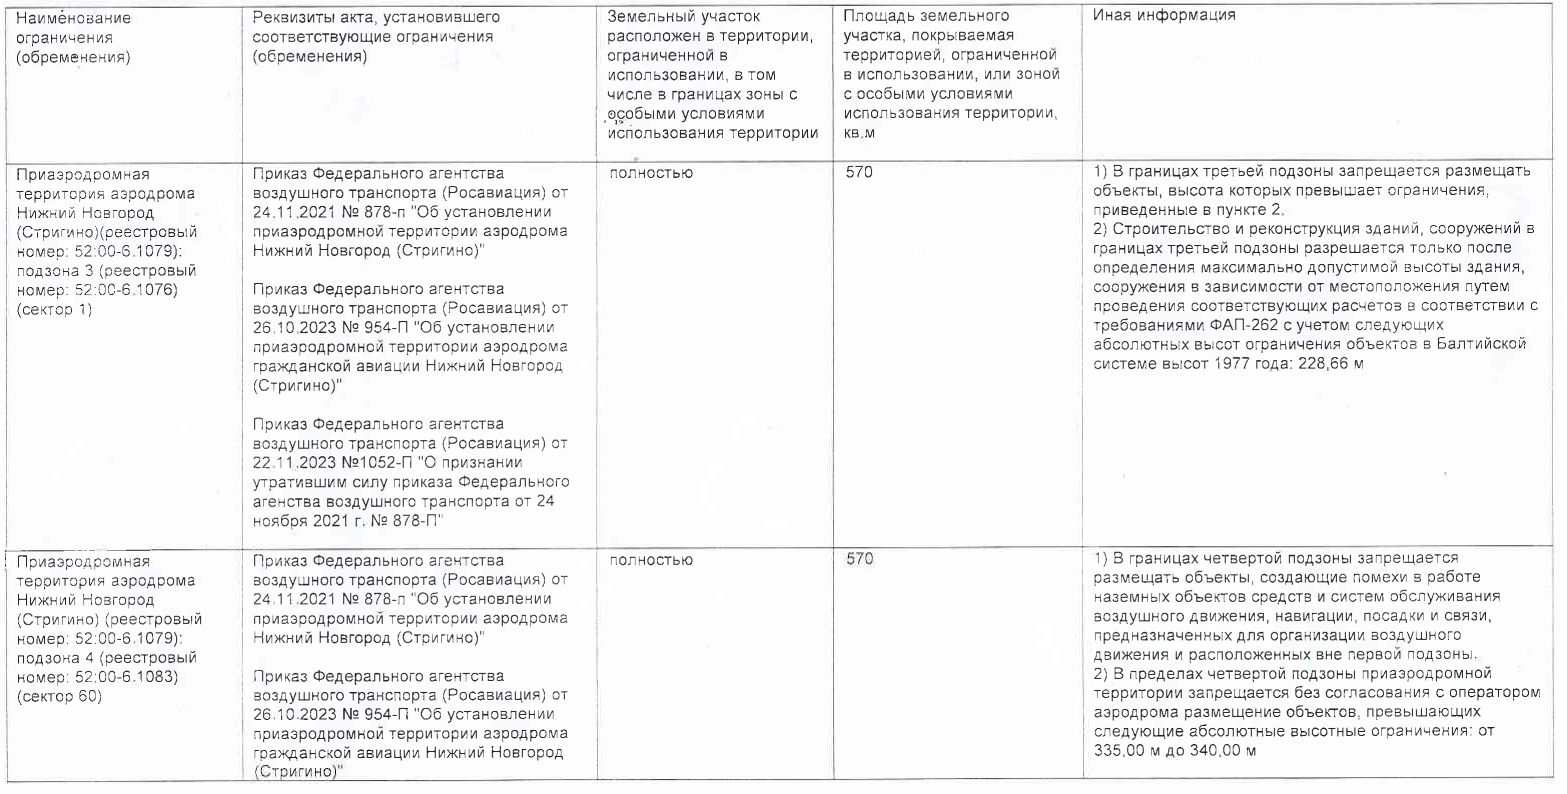 Наименование
ограничения
(обременения)
Реквизиты акта, установившего
соответствующие ограничения
(обременения)
Земельный участок
расположен в территории,
ограниченной в
использовании, в том
числе в границах зоны с
особыми условиями
использования территории
Площадь земельного
участка, покрываемая
территорией, ограниченной
в использовании, или зоной
с особыми условиями
использования территории,
кв.м
Иная информация
Приаэродромная
территория аэродрома
Нижний Новгород
(Стригино)(реестровый
номер: 52:00-6.1079):
подзона 3 (реестровый
номер: 52:00-6.1076)
(сектор 1)
Приказ Федерального агентства
воздушного транспорта (Росавиация) от
24.11.2021 № 878-п "Об установлении
приаэродромной территории аэродрома
Нижний Новгород (Стригино)"
Приказ Федерального агентства
воздушного транспорта (Росавиация) от
26.10.2023 № 954-П "Об установлении
приаэродромной территории аэродрома
гражданской авиации Нижний Новгород
(Стригино)"
Приказ Федерального агентства
воздушного транспорта (Росавиация) от
22.11.2023 №1052-П "О признании
утратившим силу приказа Федерального
агенства воздушного транспорта от 24
ноября 2021 г. № 878-П"
полностью
570
1) В границах третьей подзоны запрещается размещать
объекты, высота которых превышает ограничения,
приведенные в пункте 2.
2) Строительство и реконструкция зданий, сооружений в
границах третьей подзоны разрешается только после
определения максимально допустимой высоты здания,
сооружения в зависимости от местоположения путем
проведения соответствующих расчетов в соответствии с
требованиями ФАП-262 с учетом следующих
абсолютных высот ограничения объектов в Балтийской
системе высот 1977 года: 228,66 м
Приаэродромная
территория аэродрома
Нижний Новгород
(Стригино) (реестровый
номер: 52:00-6.1079):
подзона 4 (реестровый
номер: 52:00-6.1083)
(сектор 60)
Приказ Федерального агентства
воздушного транспорта (Росавиация) от
24.11.2021 № 878-п "Об установлении
приаэродромной территории аэродрома
Нижний Новгород (Стригино)"
Приказ Федерального агентства
воздушного транспорта (Росавиация) от
26.10.2023 № 954-П "Об установлении
приаэродромной территории аэродрома
гражданской авиации Нижний Новгород
(Стригино)"
полностью
570
1) В границах четвертой подзоны запрещается
размещать объекты, создающие помехи в работе
наземных объектов средств и систем обслуживания
воздушного движения, навигации, посадки и связи,
предназначенных для организации воздушного
движения и расположенных вне первой подзоны.
2) В пределах четвертой подзоны приаэродромной
территории запрещается без согласования с оператором
аэродрома размещение объектов, превышающих
следующие абсолютные высотные ограничения: от
335,00 м до 340,00 м